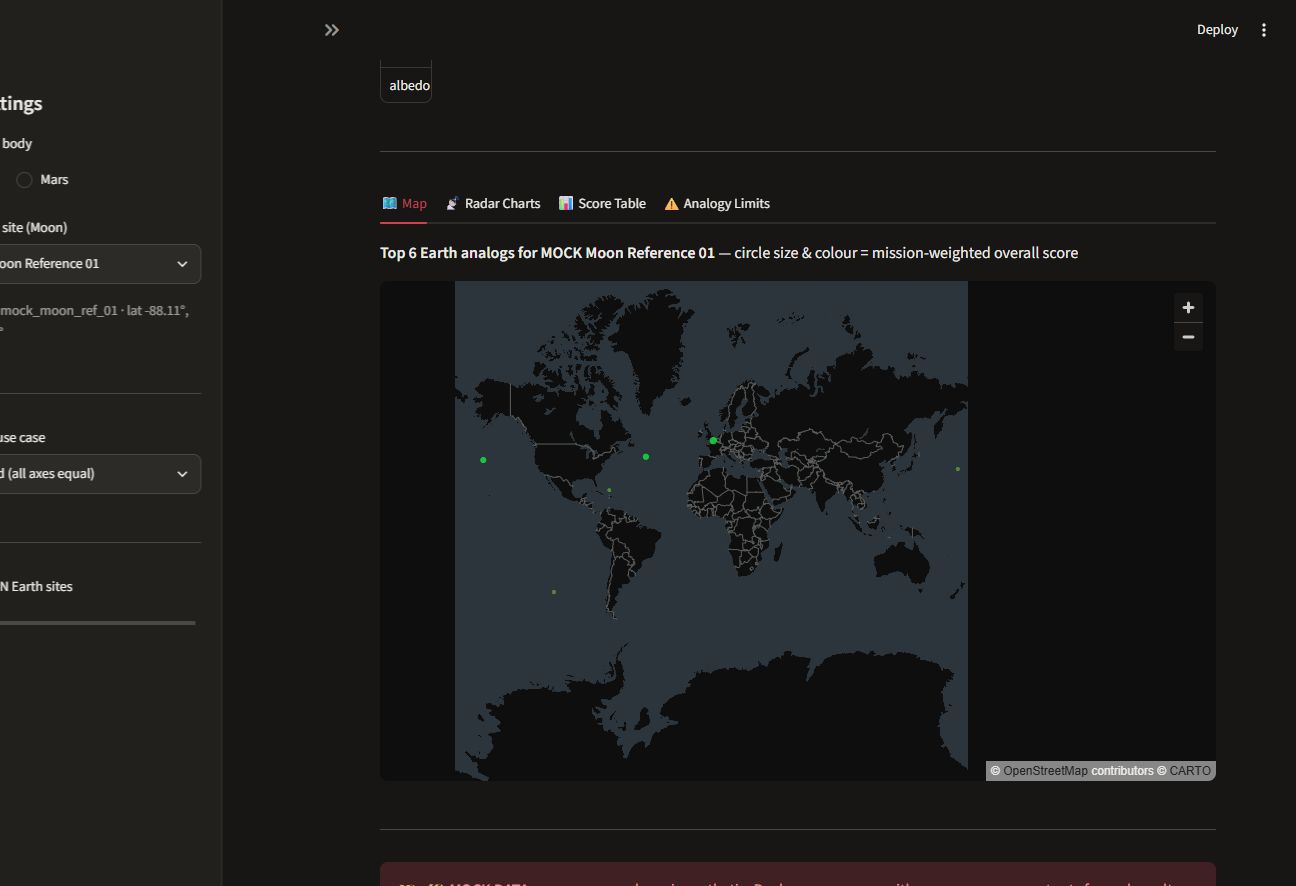 Deploy
albedo
tings
body
Mars
site (Moon)
oon Reference 01
mock_moon_ref_01 · lat -88.11°,
°
use case
d (all axes equal)
N Earth sites
Map
Radar Charts
Score Table
Analogy Limits
Top 6 Earth analogs for MOCK Moon Reference 01 — circle size & colour = mission-weighted overall score
+
−
© OpenStreetMap contributors © CARTO